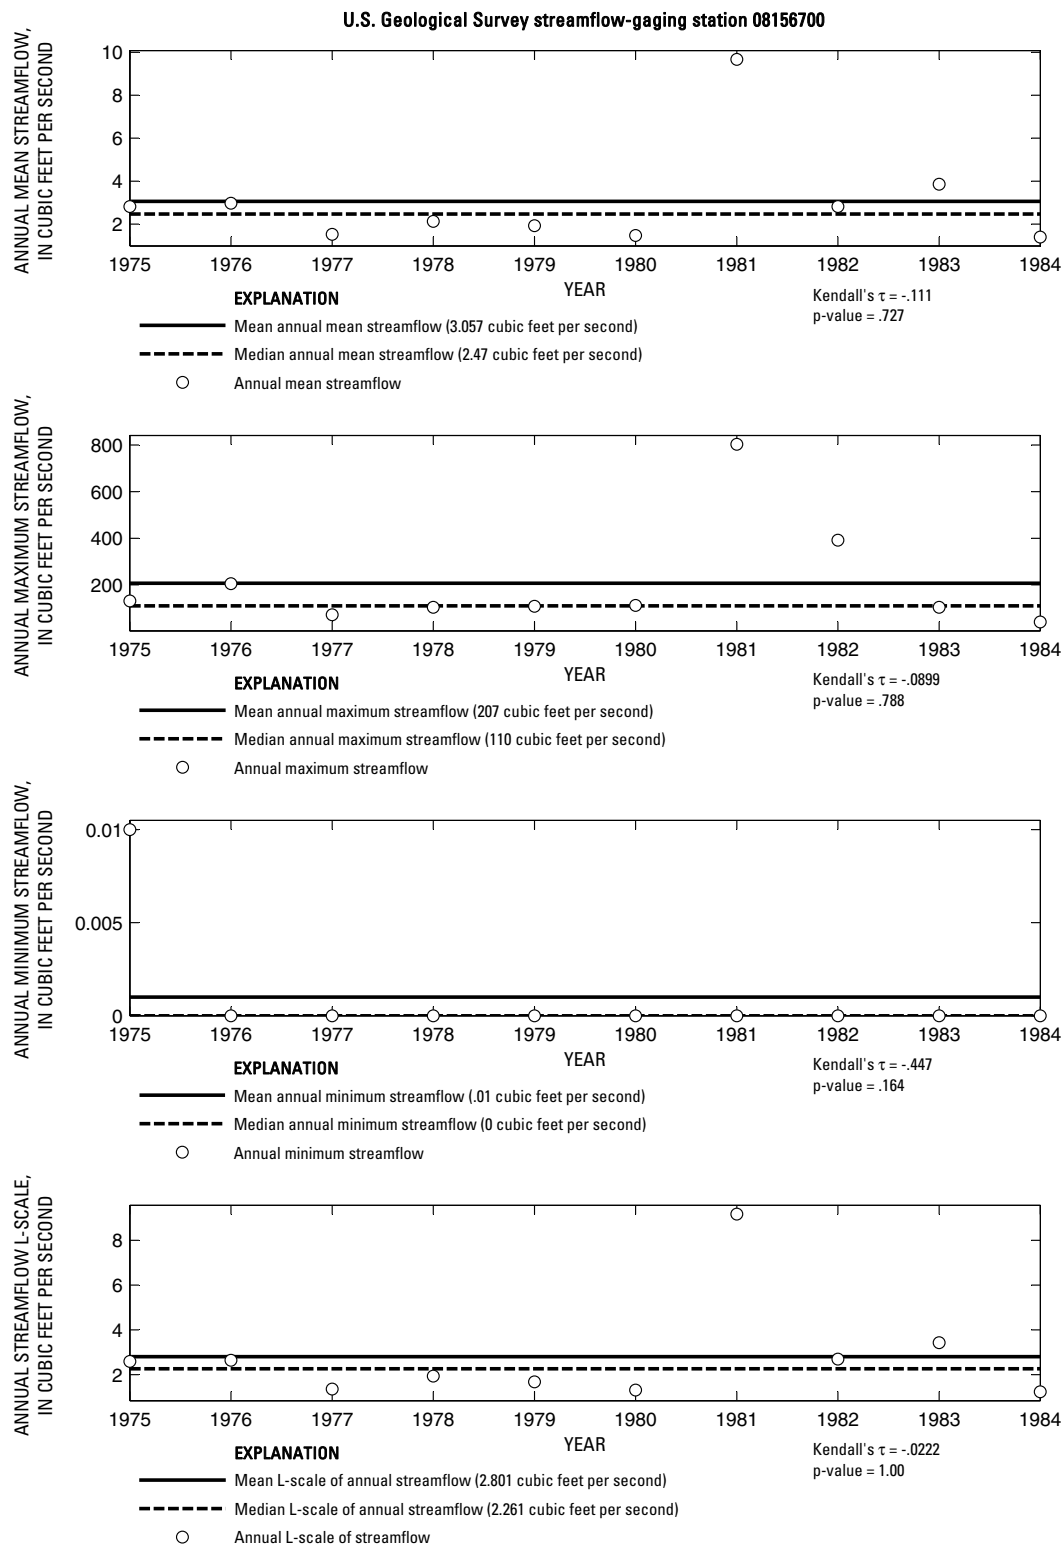 U.S. Geological Survey streamflow-gaging station 08156700
ANNUAL MEAN STREAMFLOW,
IN CUBIC FEET PER SECOND
10
8
6
4
2
1975 1976 1977 1978 1979 1980 1981 1982 1983 1984
YEAR
EXPLANATION
Mean annual mean streamflow (3.057 cubic feet per second)
Median annual mean streamflow (2.47 cubic feet per second)
Annual mean streamflow
Kendall's τ = -.111
p-value = .727
ANNUAL MAXIMUM STREAMFLOW,
IN CUBIC FEET PER SECOND
800
600
400
200
1975 1976 1977 1978 1979 1980 1981 1982 1983 1984
YEAR
EXPLANATION
Mean annual maximum streamflow (207 cubic feet per second)
Median annual maximum streamflow (110 cubic feet per second)
Annual maximum streamflow
Kendall's τ = -.0899
p-value = .788
ANNUAL MINIMUM STREAMFLOW,
IN CUBIC FEET PER SECOND
0.01
0.005
0
1975 1976 1977 1978 1979 1980 1981 1982 1983 1984
YEAR
EXPLANATION
Mean annual minimum streamflow (.01 cubic feet per second)
Median annual minimum streamflow (0 cubic feet per second)
Annual minimum streamflow
Kendall's τ = -.447
p-value = .164
ANNUAL STREAMFLOW L-SCALE,
IN CUBIC FEET PER SECOND
8
6
4
2
1975 1976 1977 1978 1979 1980 1981 1982 1983 1984
YEAR
EXPLANATION
Mean L-scale of annual streamflow (2.801 cubic feet per second)
Median L-scale of annual streamflow (2.261 cubic feet per second)
Annual L-scale of streamflow
Kendall's τ = -.0222
p-value = 1.00